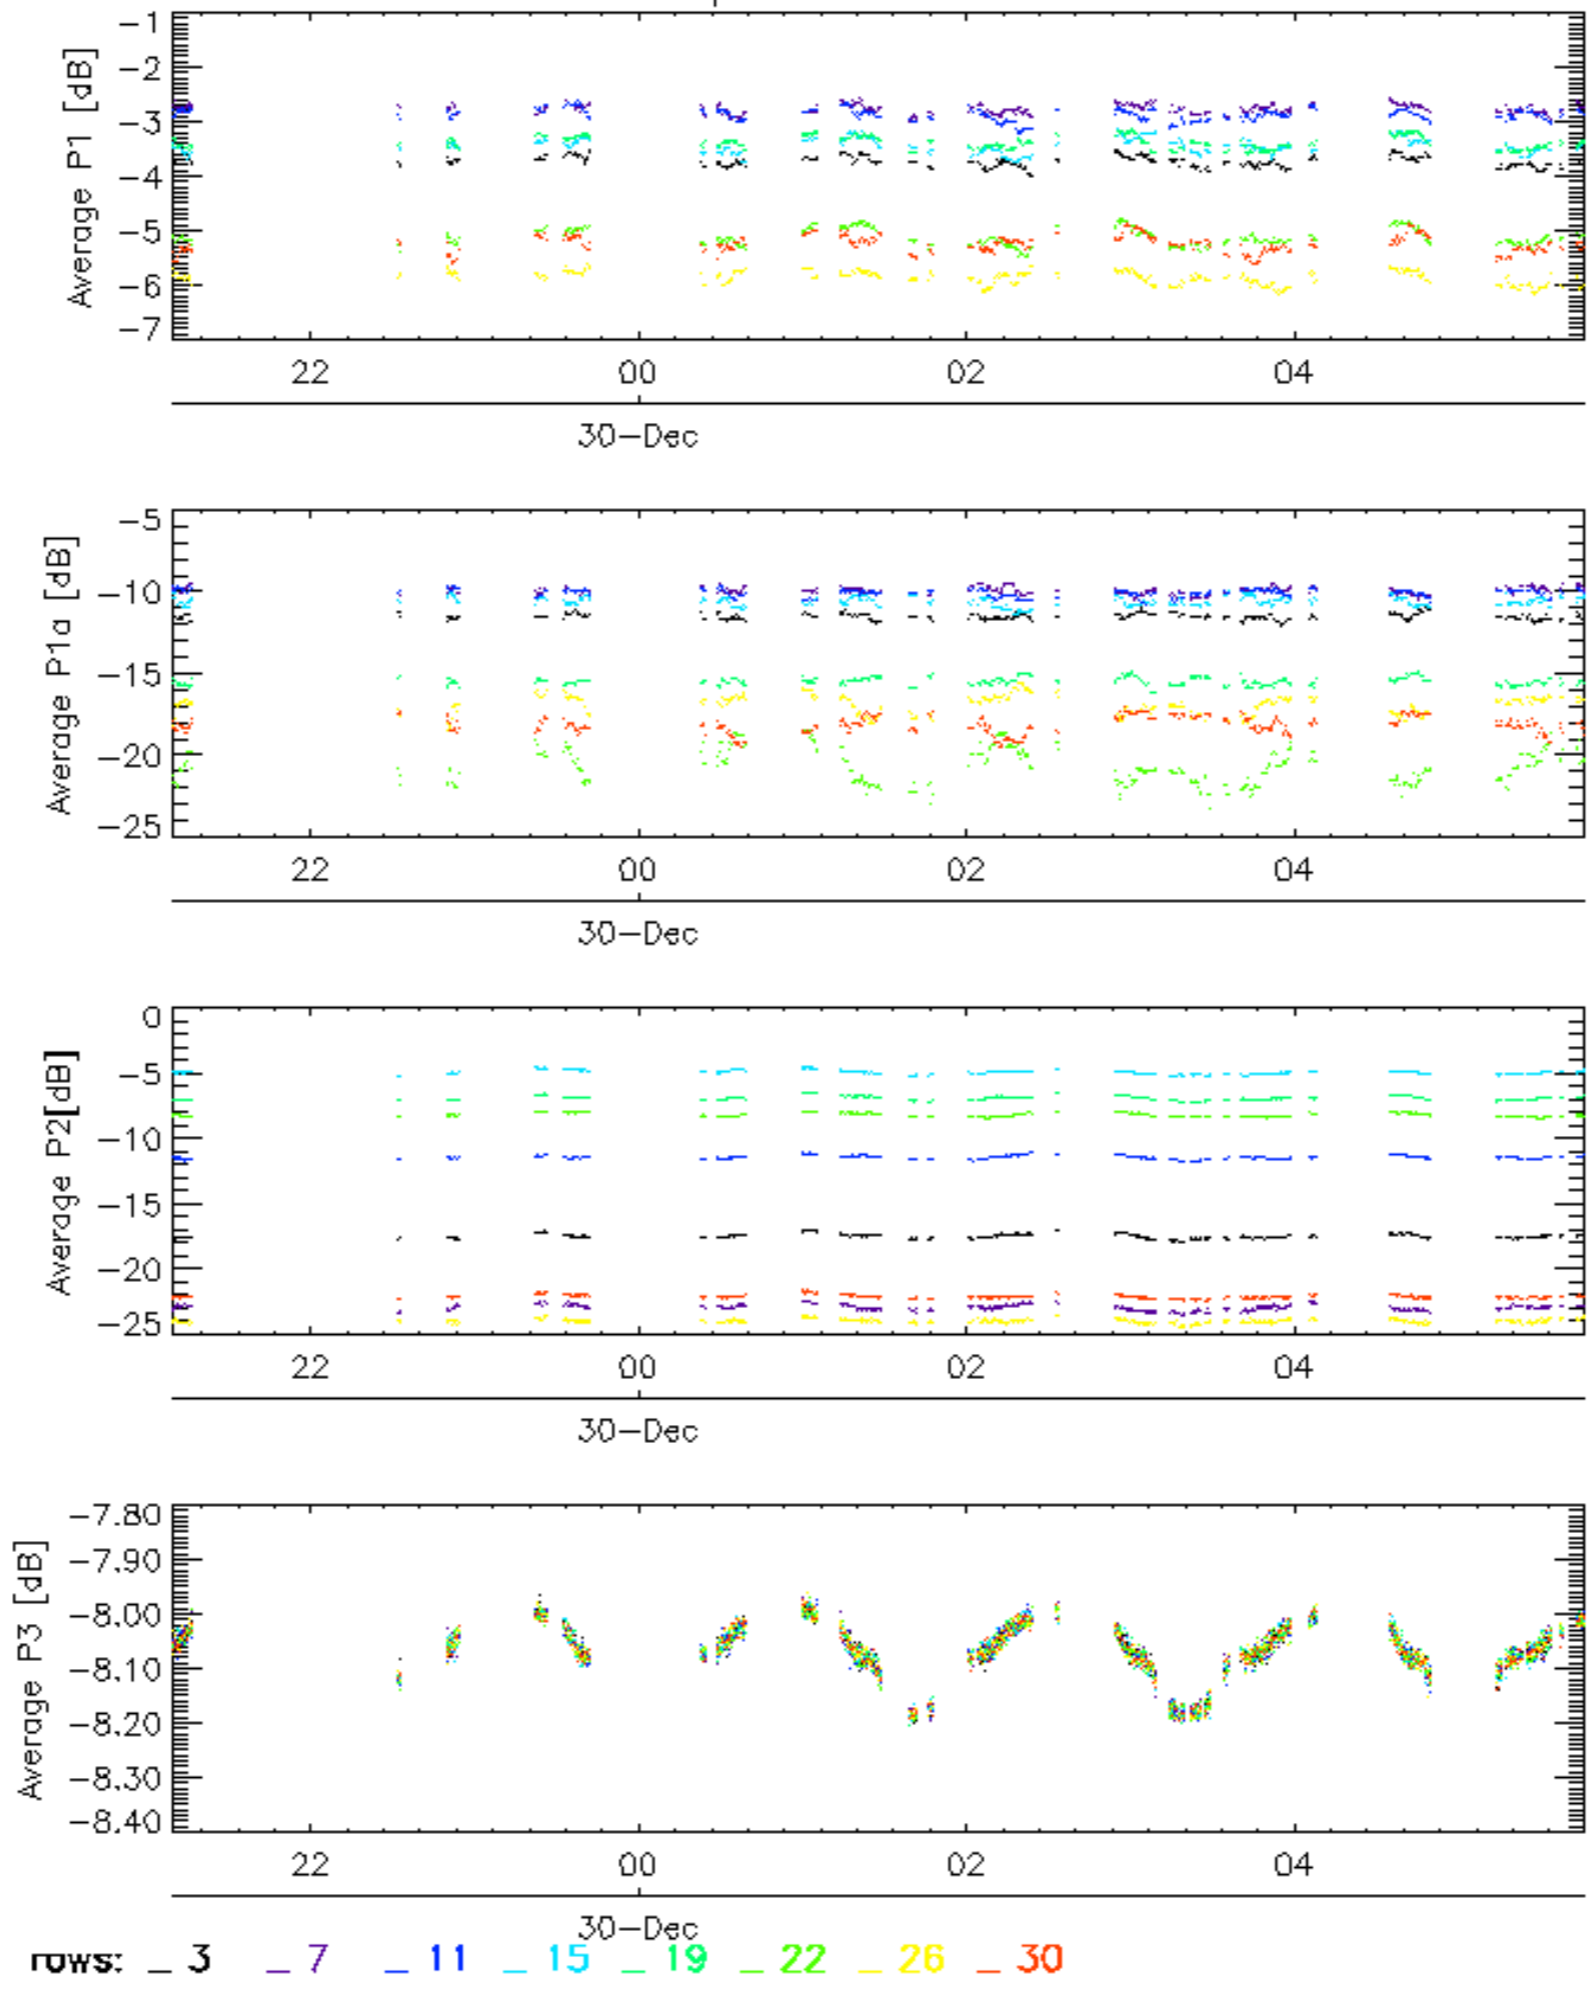 -1
-2
-3
-4
-5
-6
-7
Average P1 [dB]
22 00 02 04
30-Dec
-5
-10
-15
-20
-25
Average P1a [dB]
22 00 02 04
30-Dec
0
-5
-10
-15
-20
-25
Average P2[dB]
22 00 02 04
30-Dec
-7.80
-7.90
-8.00
-8.10
-8.20
-8.30
-8.40
Average P3 [dB]
22 00 02 04
30-Dec
rows: _ 3 _ 7 _ 11 _ 15 _ 19 _ 22 _ 26 _ 30